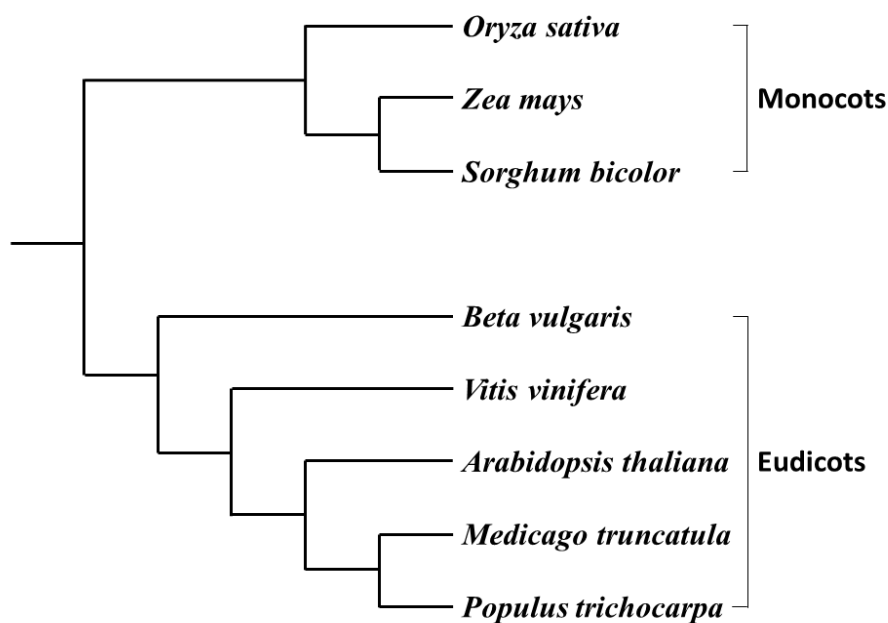 Oryza sativa
Zea mays
Monocots
Sorghum bicolor
Beta vulgaris
Vitis vinifera
Arabidopsis thaliana
Eudicots
Medicago truncatula
Populus trichocarpa